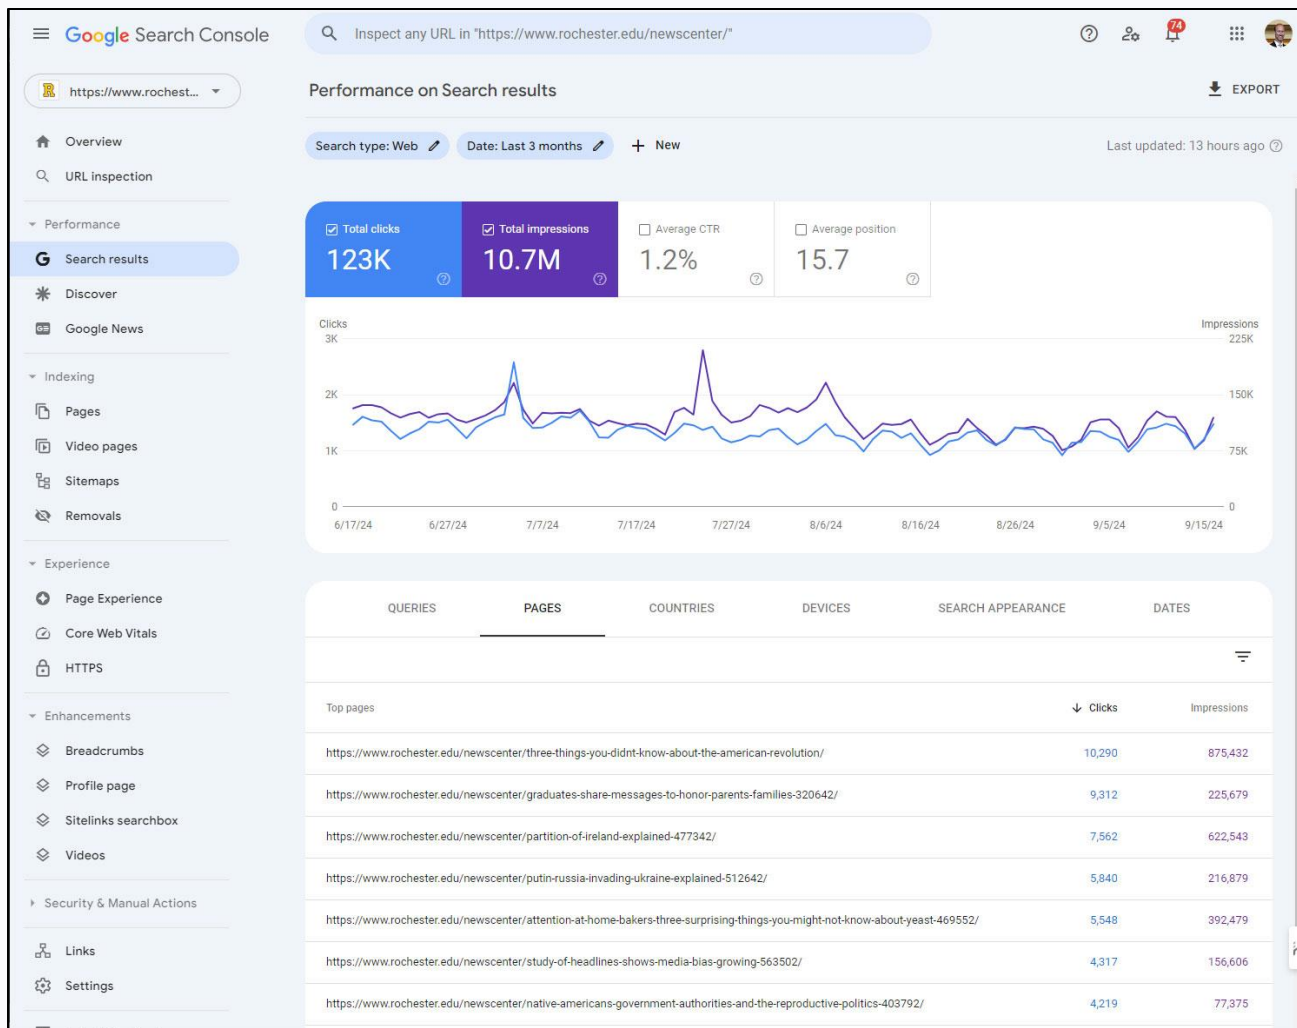 Google Search Console
Inspect any URL in "https://www.rochester.edu/newscenter/"
74
https://www.rochest...
Performance on Search results
EXPORT
Overview
URL inspection
Search type: Web
Date: Last 3 months
+ New
Last updated: 13 hours ago
Performance
Search results
Discover
Google News
Indexing
Pages
Video pages
Sitemaps
Removals
Experience
Page Experience
Core Web Vitals
HTTPS
Enhancements
Breadcrumbs
Profile page
Sitelinks searchbox
Videos
Security & Manual Actions
Links
Settings
Total clicks
123K
Total impressions
10.7M
Average CTR
1.2%
Average position
15.7
Clicks
Impressions
3K
225K
2K
150K
1K
75K
0
0
6/17/24 6/27/24 7/7/24 7/17/24 7/27/24 8/6/24 8/16/24 8/26/24 9/5/24 9/15/24
QUERIES PAGES COUNTRIES DEVICES SEARCH APPEARANCE DATES
Top pages Clicks Impressions
https://www.rochester.edu/newscenter/three-things-you-didnt-know-about-the-american-revolution/ 10,290 875,432
https://www.rochester.edu/newscenter/graduates-share-messages-to-honor-parents-families-320642/ 9,312 225,679
https://www.rochester.edu/newscenter/partition-of-ireland-explained-477342/ 7,562 622,543
https://www.rochester.edu/newscenter/putin-russia-invading-ukraine-explained-512642/ 5,840 216,879
https://www.rochester.edu/newscenter/attention-at-home-bakers-three-surprising-things-you-might-not-know-about-yeast-469552/ 5,548 392,479
https://www.rochester.edu/newscenter/study-of-headlines-shows-media-bias-growing-563502/ 4,317 156,606
https://www.rochester.edu/newscenter/native-americans-government-authorities-and-the-reproductive-politics-403792/ 4,219 77,375